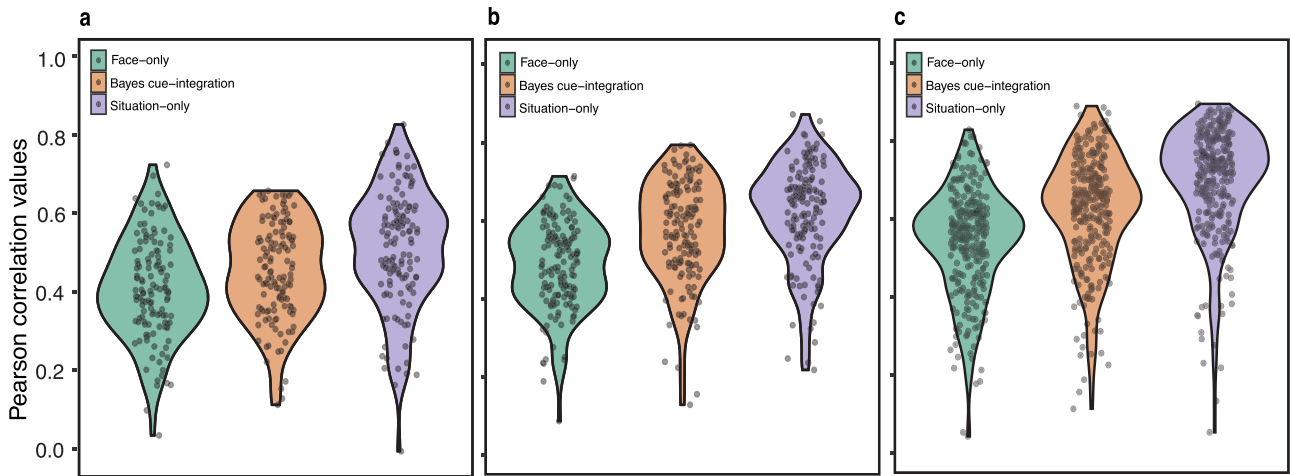 a
Face−only
Bayes cue−integration
Situation−only
b
Face−only
Bayes cue−integration
Situation−only
c
Face−only
Bayes cue−integration
Situation−only
Pearson correlation values
1.0
0.8
0.6
0.4
0.2
0.0